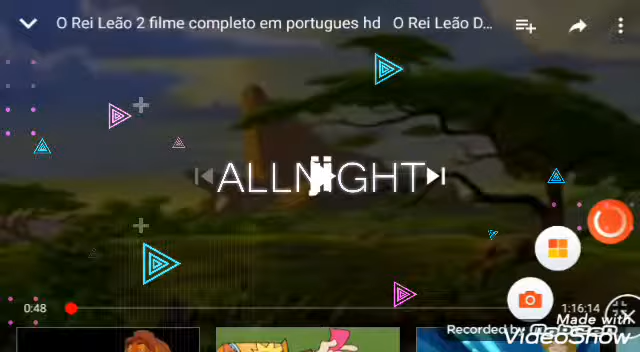 O Rei Leão 2 filme completo em portugues hd O Rei Leão D...
ALLNIGHT
0:48
1:16:14
Made with
Recorded by
VideoShow